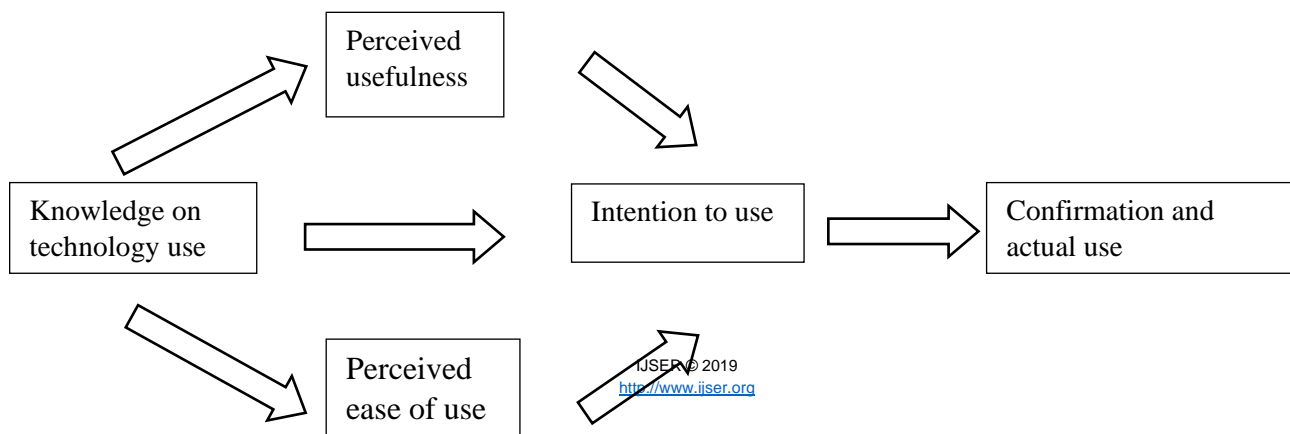 Perceived
usefulness
Knowledge on
technology use
Intention to use
Confirmation and
actual use
Perceived
ease of use
IJSER © 2019
http://www.ijser.org